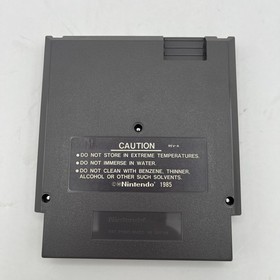 CAUTION
REV-A
• DO NOT STORE IN EXTREME TEMPERATURES.
• DO NOT IMMERSE IN WATER.
• DO NOT CLEAN WITH BENZENE, THINNER,
ALCOHOL OR OTHER SUCH SOLVENTS.
©®Nintendo 1985